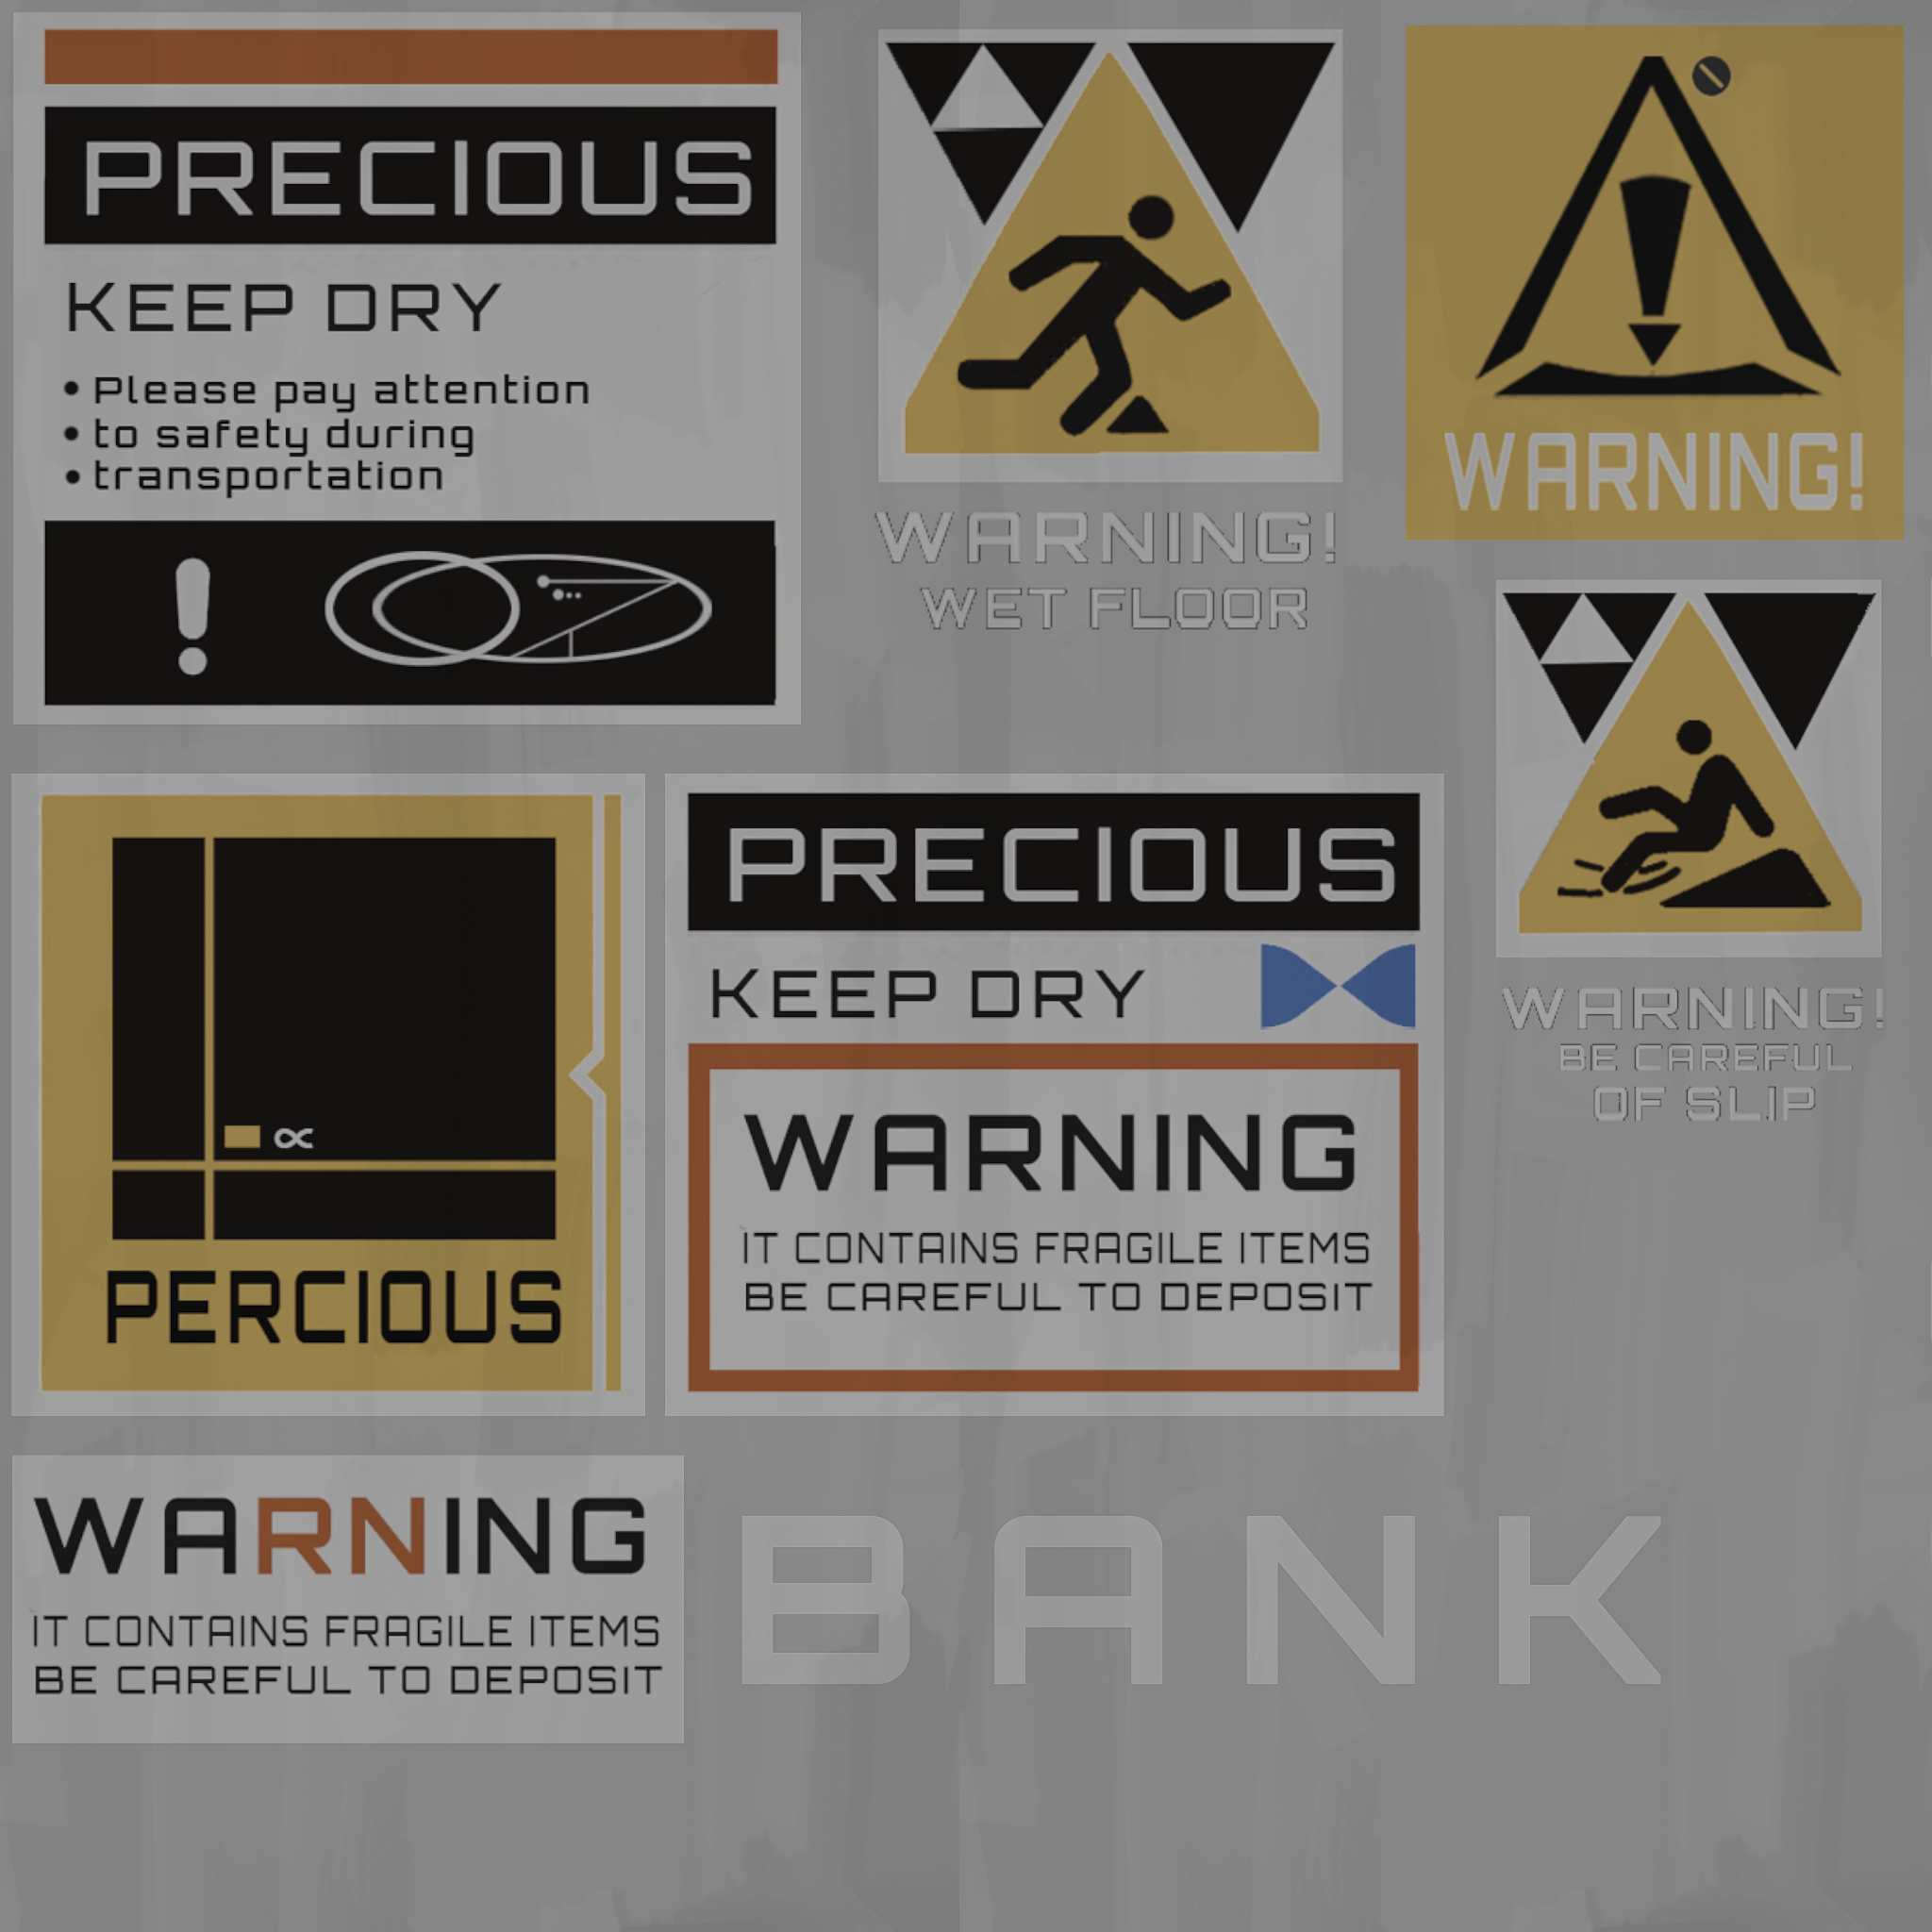 PRECIOUS
KEEP DRY
• Please pay attention
• to safety during
• transportation
!
WARNING!
WET FLOOR
WARNING!
WARNING!
BE CAREFUL
OF SLIP
∝
PERCIOUS
PRECIOUS
KEEP DRY
WARNING
IT CONTAINS FRAGILE ITEMS
BE CAREFUL TO DEPOSIT
WARNING
IT CONTAINS FRAGILE ITEMS
BE CAREFUL TO DEPOSIT
BANK